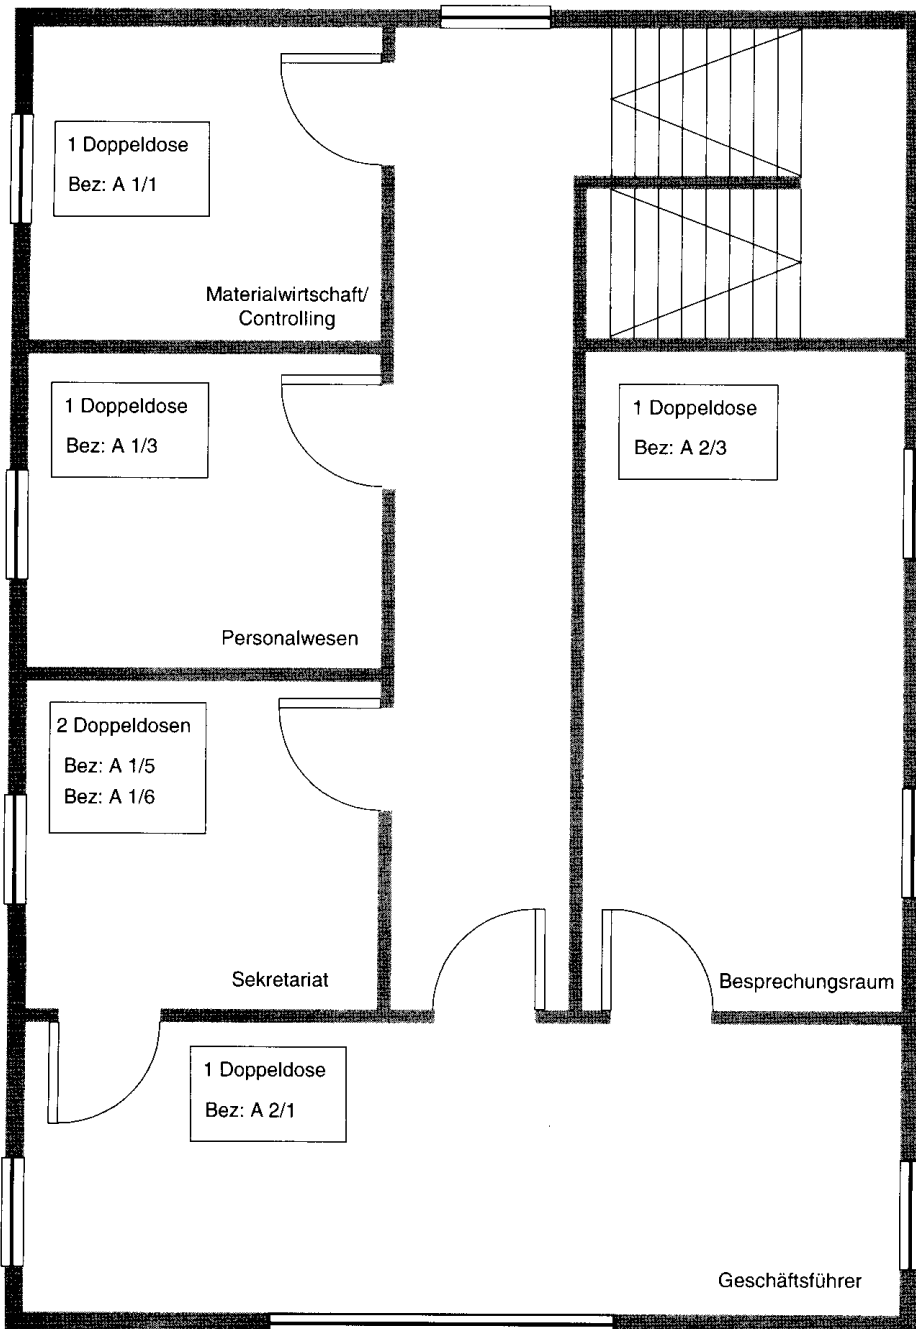 1 Doppeldose
Bez: A 1/1
Materialwirtschaft/
Controlling
1 Doppeldose
Bez: A 1/3
Personalwesen
1 Doppeldose
Bez: A 2/3
2 Doppeldosen
Bez: A 1/5
Bez: A 1/6
Sekretariat
Besprechungsraum
1 Doppeldose
Bez: A 2/1
Geschäftsführer